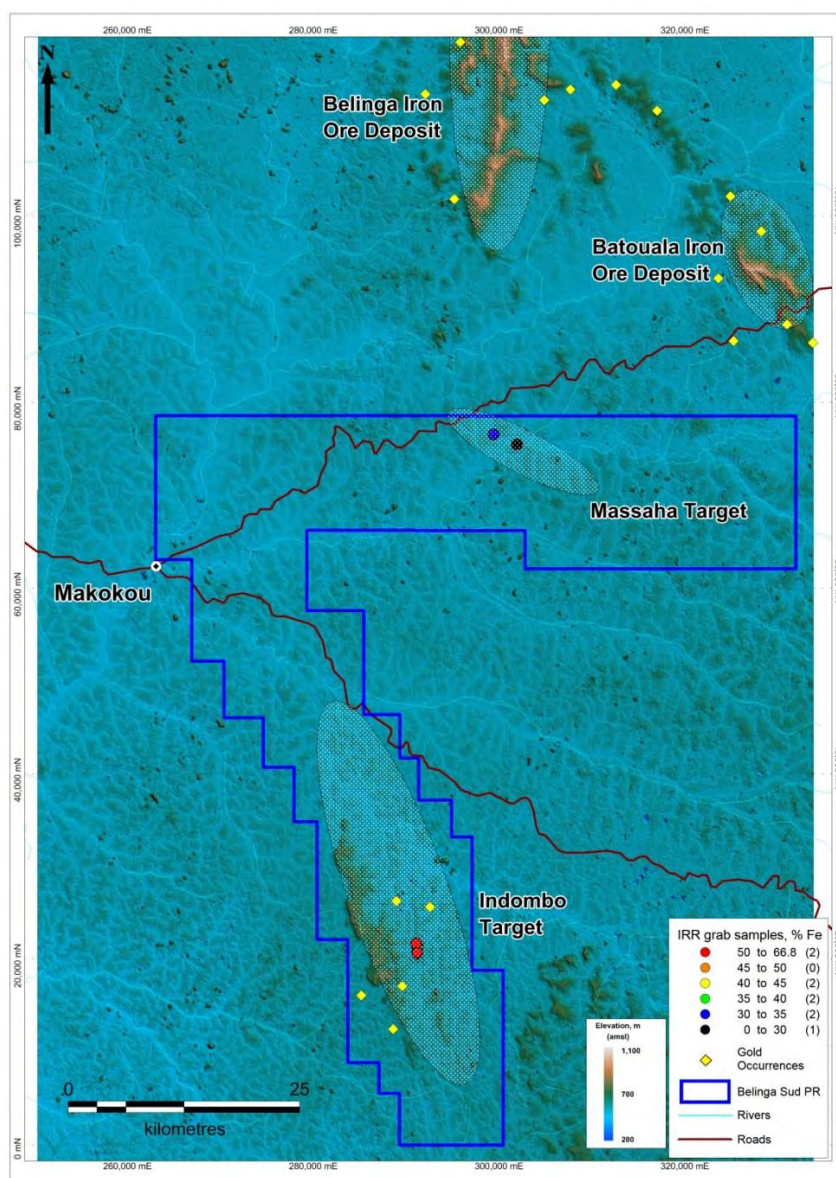 260,000 mE
280,000 mE
300,000 mE
320,000 mE
N
Belinga Iron
Ore Deposit
100,000 mN
Batouala Iron
Ore Deposit
80,000 mN
Massaha Target
Makokou
60,000 mN
40,000 mN
Indombo
Target
20,000 mN
0 mN
IRR grab samples, % Fe
50 to 66.8 (2)
45 to 50 (0)
40 to 45 (2)
35 to 40 (2)
30 to 35 (2)
0 to 30 (1)
Gold
Occurrences
Belinga Sud PR
Rivers
Roads
Elevation, m
(amsl)
1,100
700
200
0
25
kilometres
260,000 mE
280,000 mE
300,000 mE
320,000 mE